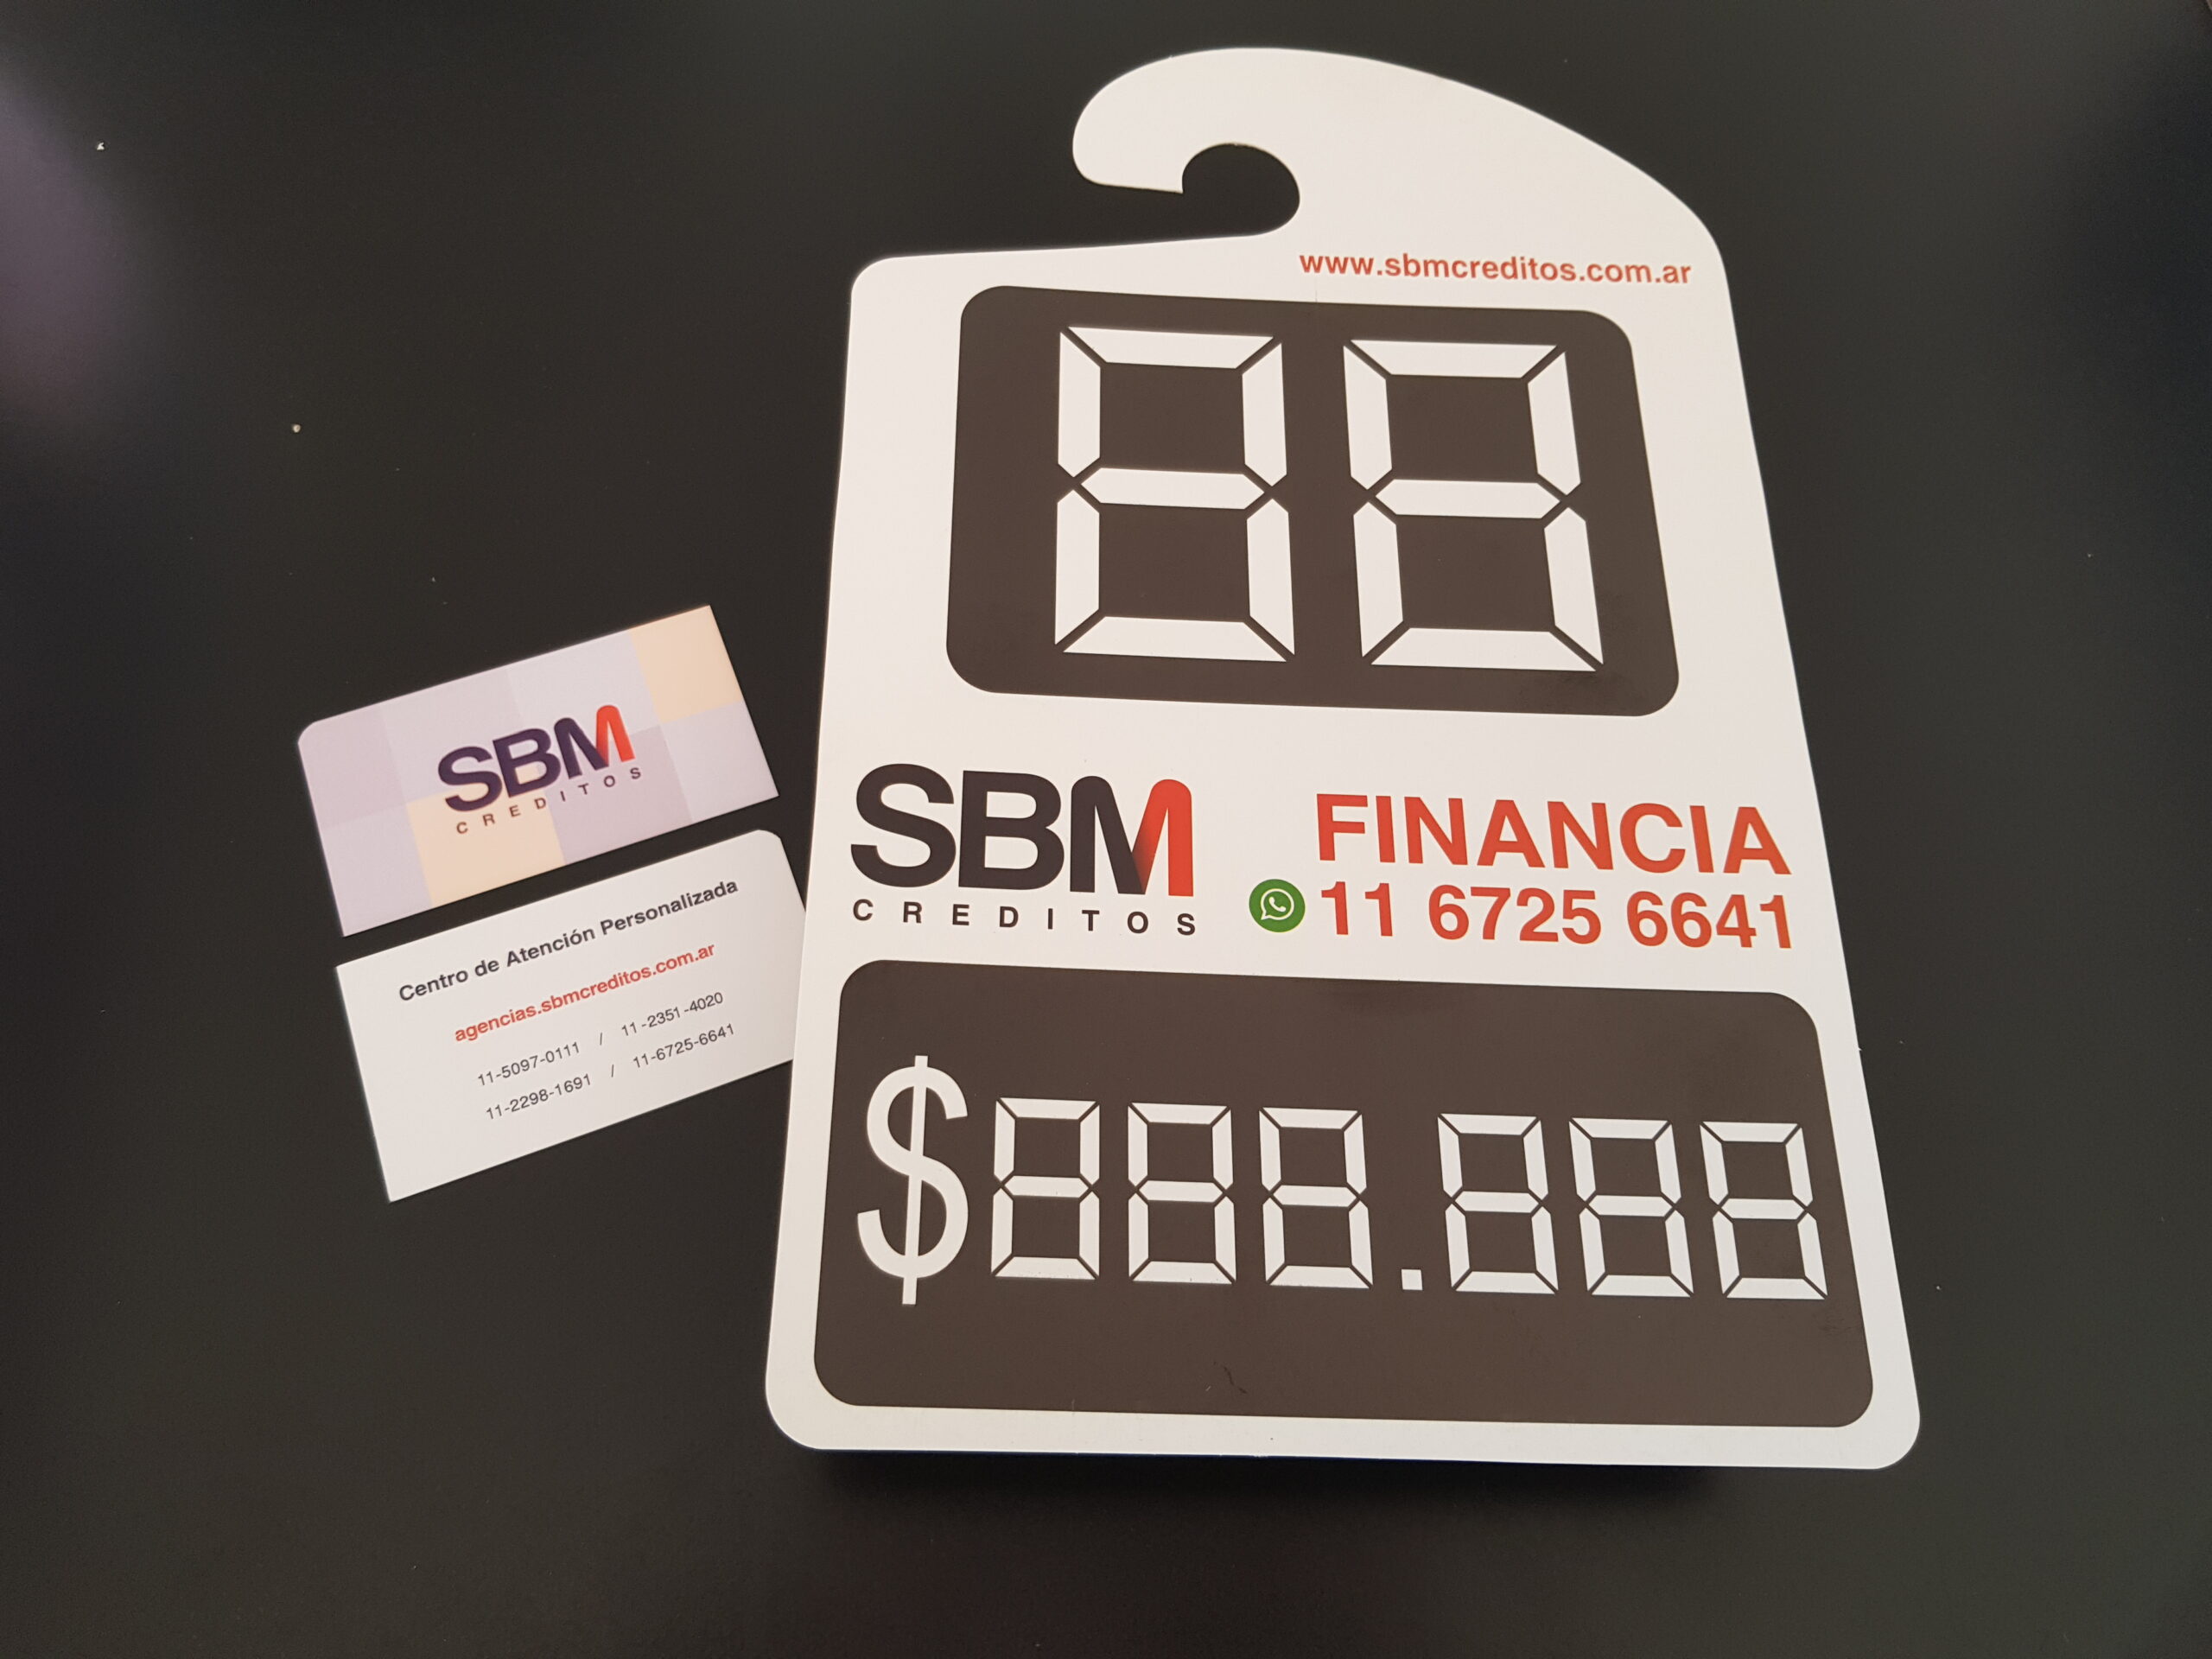 SBM
CREDITOS
Centro de Atención Personalizada
agencias.sbmcreditos.com.ar
11-5097-0111 / 11-2351-4020
11-2298-1691 / 11-6725-6641
www.sbmcreditos.com.ar
88
SBM
CREDITOS
FINANCIA
11 6725 6641
$888.888